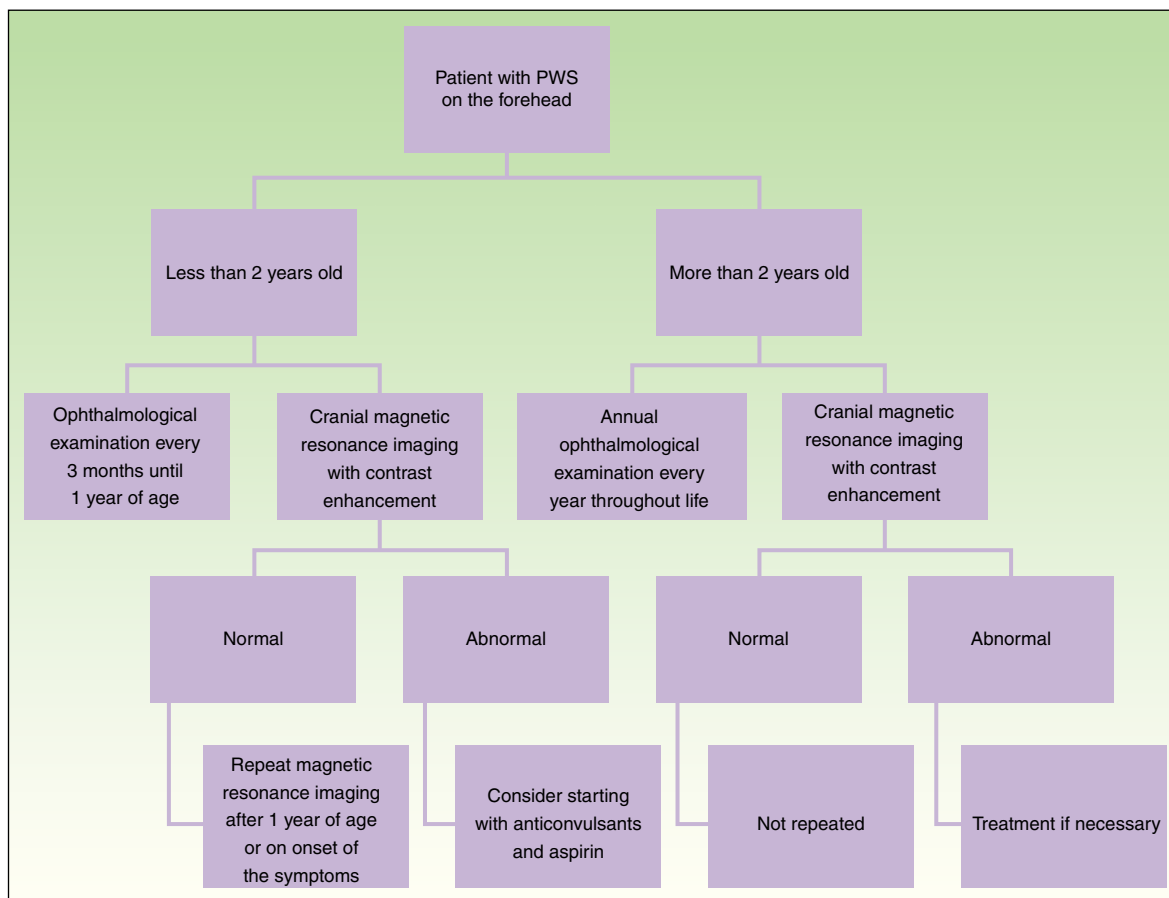 Patient with PWS
on the forehead
Less than 2 years old
More than 2 years old
Ophthalmological
examination every
3 months until
1 year of age
Cranial magnetic
resonance imaging
with contrast
enhancement
Annual
ophthalmological
examination every
year throughout life
Cranial magnetic
resonance imaging
with contrast
enhancement
Normal
Abnormal
Normal
Abnormal
Repeat magnetic
resonance imaging
after 1 year of age
or on onset of
the symptoms
Consider starting
with anticonvulsants
and aspirin
Not repeated
Treatment if necessary